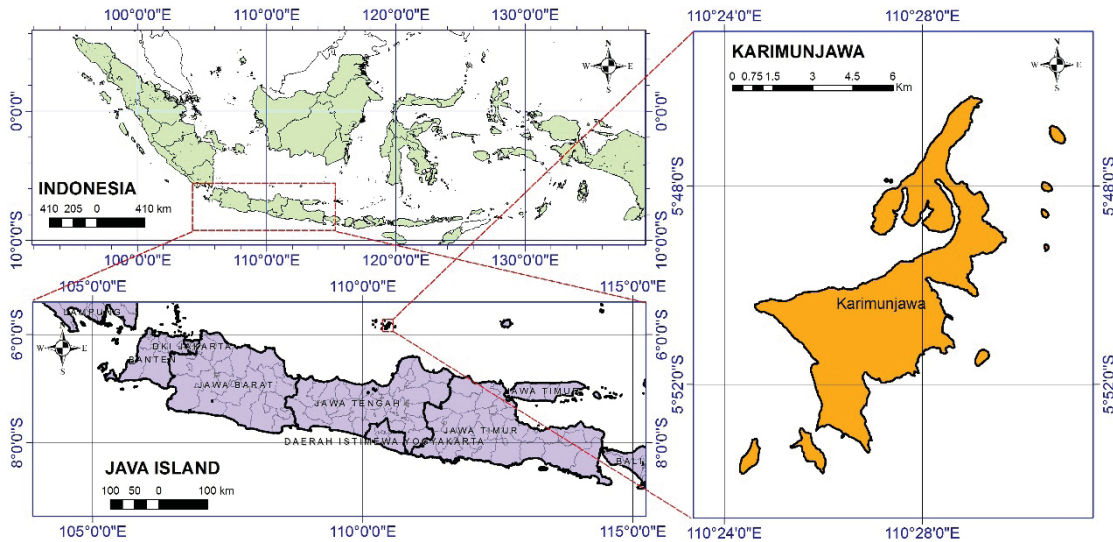 100°0'0"E 110°0'0"E 120°0'0"E 130°0'0"E
N
W E
S
0°0'0"
0°0'0"
INDONESIA
410 205 0 410 km
10°0'0"S
10°0'0"S
100°0'0"E 110°0'0"E 120°0'0"E 130°0'0"E
105°0'0"E 110°0'0"E 115°0'0"E
LAMPUNG
N
W E
S
6°0'0"S
6°0'0"S
DKI JAKARTA
BANTEN
JAWA BARAT
JAWA TENGAH
JAWA TIMUR
JAWA TIMUR
DAERAH ISTIMEWA YOGYAKARTA
BALI
8°0'0"S
8°0'0"S
JAVA ISLAND
100 50 0 100 km
105°0'0"E 110°0'0"E 115°0'0"E
110°24'0"E 110°28'0"E
KARIMUNJAWA
0 0.75 1.5 3 4.5 6
Km
N
W E
S
5°48'0"S
5°48'0"S
Karimunjawa
5°52'0"S
5°52'0"S
110°24'0"E 110°28'0"E